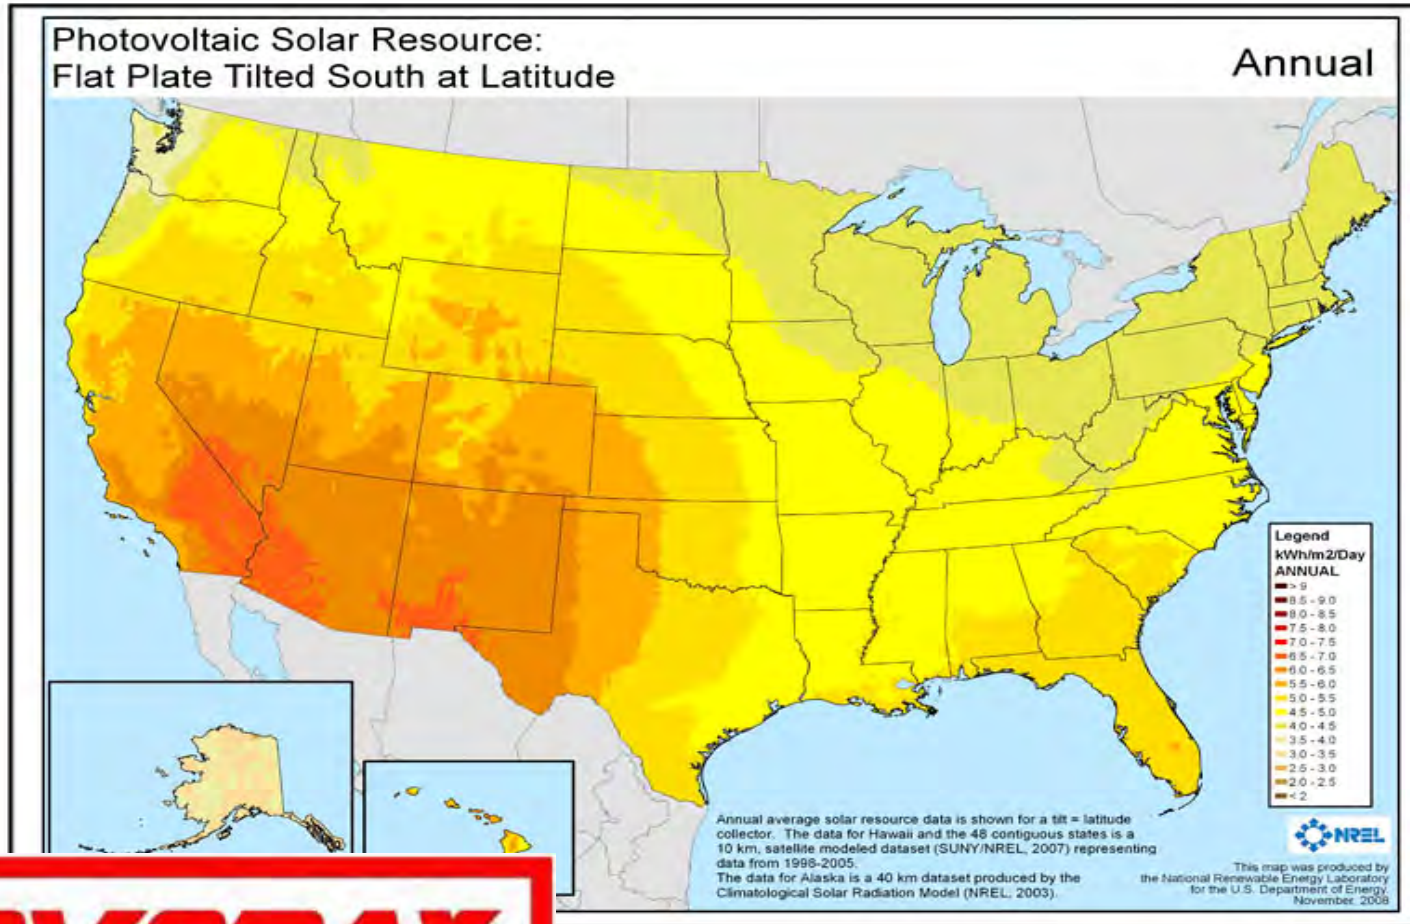 Photovoltaic Solar Resource:
Flat Plate Tilted South at Latitude
Annual
Legend
kWh/m2/Day
ANNUAL
> 9
8.5 - 9.0
8.0 - 8.5
7.5 - 8.0
7.0 - 7.5
6.5 - 7.0
6.0 - 6.5
5.5 - 6.0
5.0 - 5.5
4.5 - 5.0
4.0 - 4.5
3.5 - 4.0
3.0 - 3.5
2.5 - 3.0
2.0 - 2.5
< 2
Annual average solar resource data is shown for a tilt = latitude
collector. The data for Hawaii and the 48 contiguous states is a
10 km, satellite modeled dataset (SUNY/NREL, 2007) representing
data from 1998-2005.
The data for Alaska is a 40 km dataset produced by the
Climatological Solar Radiation Model (NREL, 2003).
NREL
This map was produced by
the National Renewable Energy Laboratory
for the U.S. Department of Energy.
November, 2008